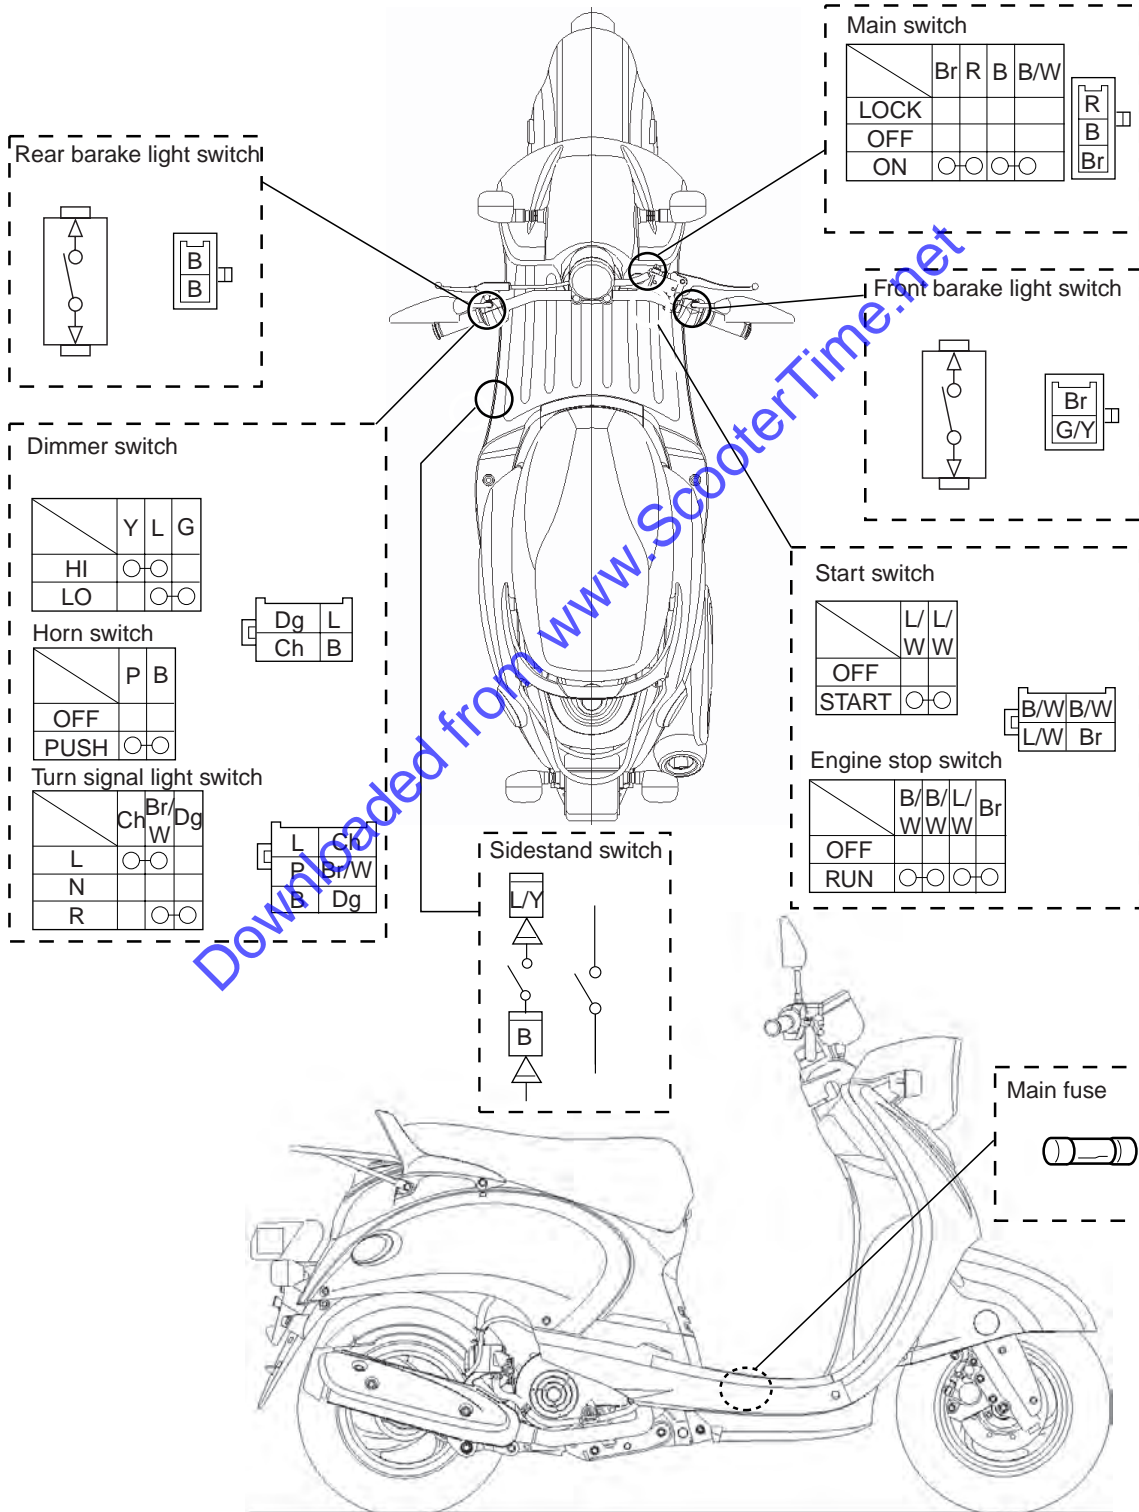 Main switch
Br R B B/W
LOCK
OFF
ON
R
B
Br
Rear barake light switch
B
B
Front barake light switch
Br
G/Y
Dimmer switch
Y L G
HI
LO
Dg L
Ch B
Horn switch
P B
OFF
PUSH
Turn signal light switch
Ch Br/W Dg
L
N
R
L Ch
P Br/W
B Dg
Start switch
L/W L/W
OFF
START
B/W B/W
L/W Br
Engine stop switch
B/W B/W L/W Br
OFF
RUN
Sidestand switch
L/Y
B
Main fuse
Downloaded from www.ScooterTime.net